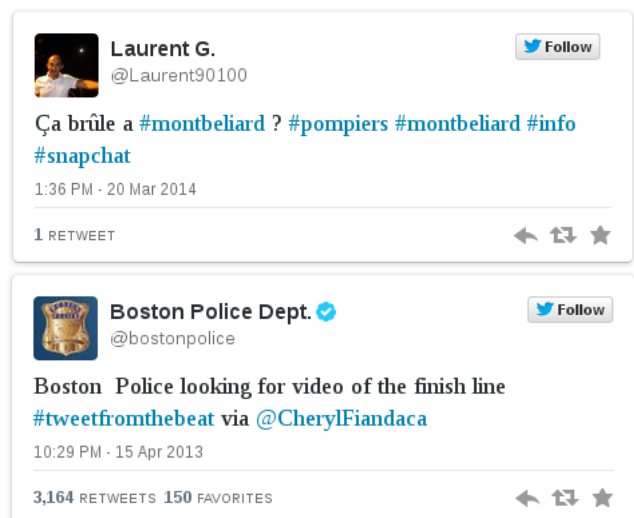 Laurent G.
Follow
@Laurent90100
Ça brûle a #montbeliard ? #pompiers #montbeliard #info
#snapchat
1:36 PM - 20 Mar 2014
1 RETWEET
Boston Police Dept.
Follow
@bostonpolice
Boston Police looking for video of the finish line
#tweetfromthebeat via @CherylFiandaca
10:29 PM - 15 Apr 2013
3,164 RETWEETS 150 FAVORITES